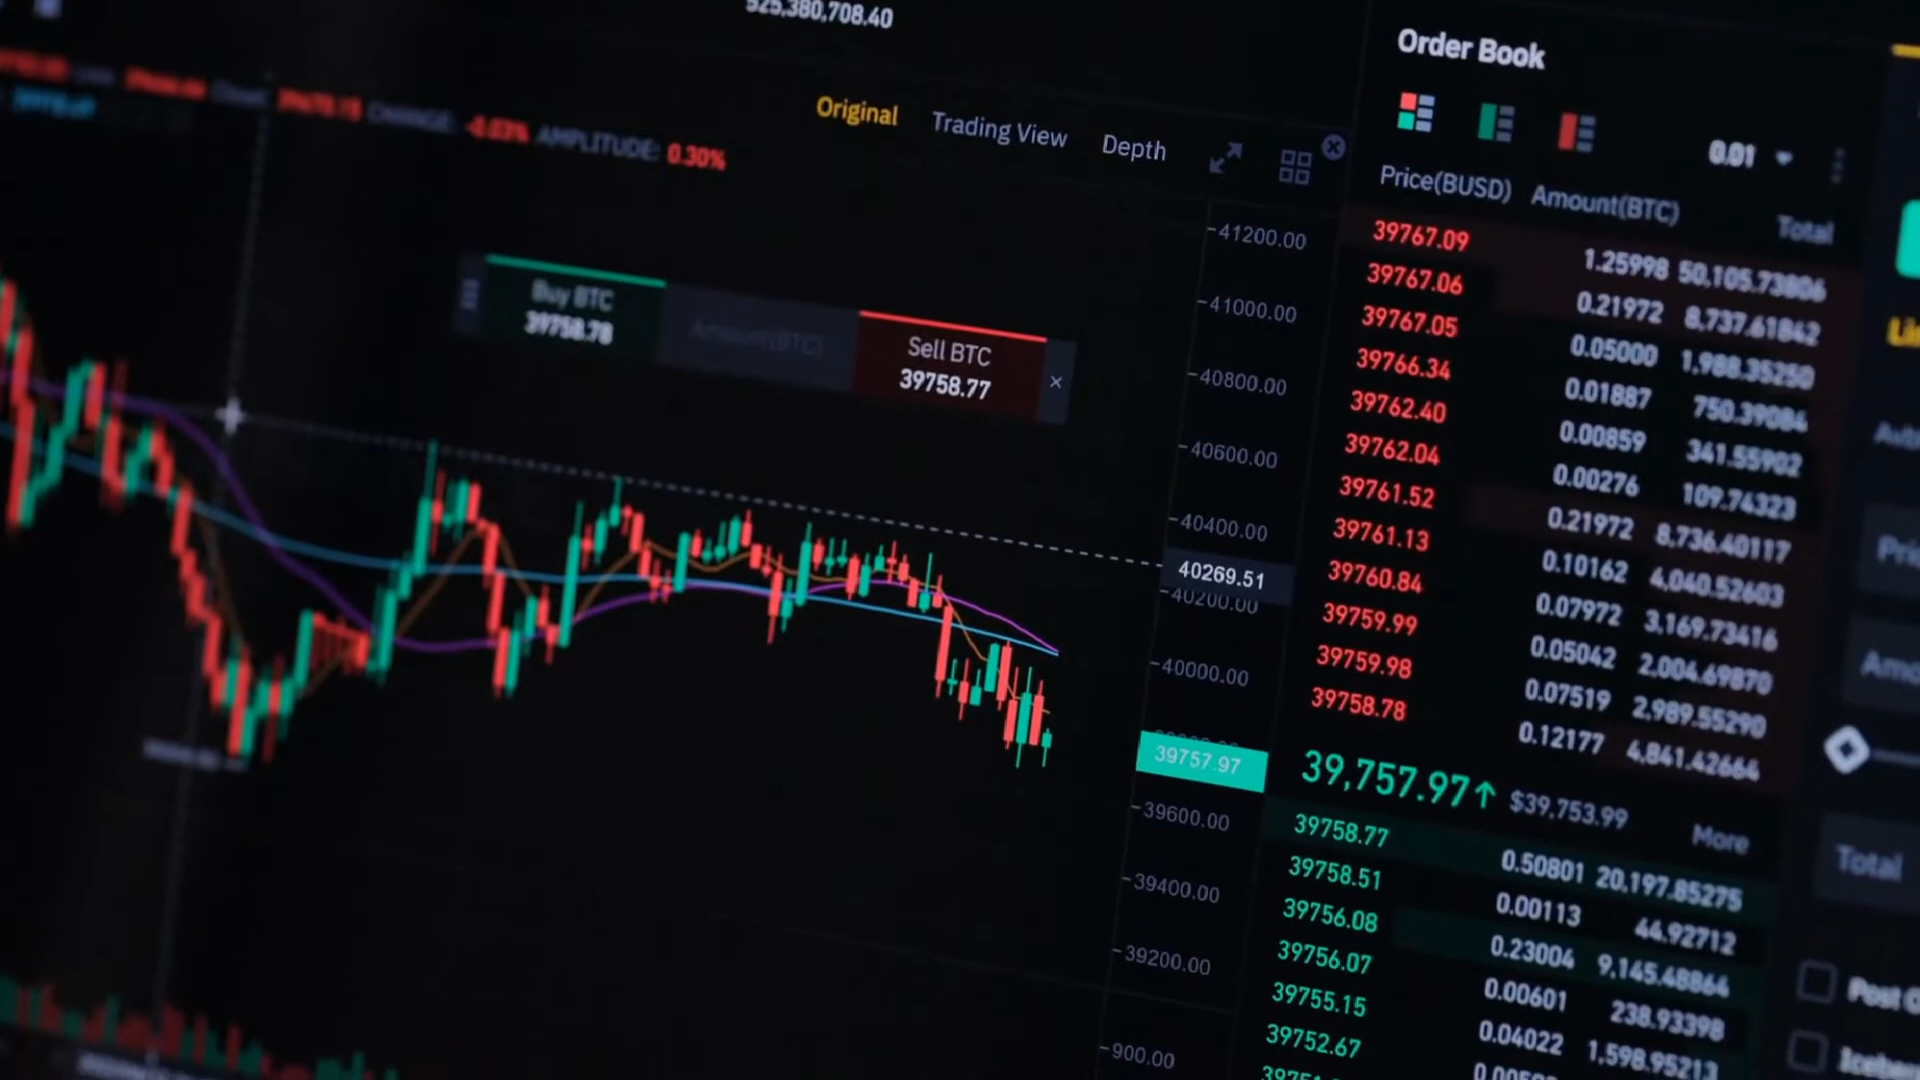 525,380,708.40
CHANGE: -0.03% AMPLITUDE: 0.30%
Original Trading View Depth
Buy BTC
39758.78
Amount(BTC)
Sell BTC
39758.77
41200.00
41000.00
40800.00
40600.00
40400.00
40269.51
40200.00
40000.00
39757.97
39600.00
39400.00
39200.00
900.00
Order Book
0.01
Price(BUSD) Amount(BTC) Total
39767.09 1.25998 50,105.73806
39767.06 0.21972 8,737.61842
39767.05 0.05000 1,988.35250
39766.34 0.01887 750.39084
39762.40 0.00859 341.55902
39762.04 0.00276 109.74323
39761.52 0.21972 8,736.40117
39761.13 0.10162 4,040.52603
39760.84 0.07972 3,169.73416
39759.99 0.05042 2,004.69870
39759.98 0.07519 2,989.55290
39758.78 0.12177 4,841.42664
39,757.97↑ $39,753.99 More
39758.77 0.50801 20,197.85275
39758.51 0.00113 44.92712
39756.08 0.23004 9,145.48864
39756.07 0.00601 238.93398
39755.15 0.04022 1,598.95213
39752.67
Total
Post